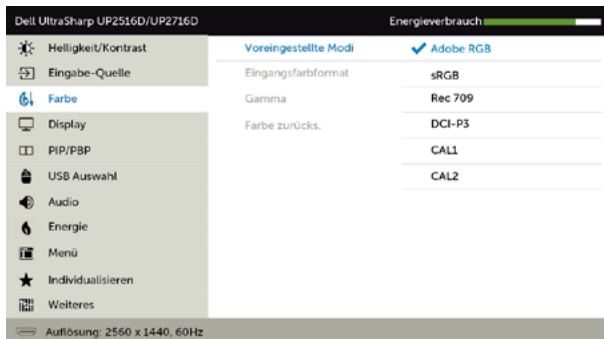 Dell UltraSharp UP2516D/UP2716D Energieverbrauch
Helligkeit/Kontrast Voreingestellte Modi Adobe RGB
Eingabe-Quelle Eingangsfarbformat sRGB
Farbe Gamma Rec 709
Display Farbe zurücks. DCI-P3
PIP/PBP CAL1
USB Auswahl CAL2
Audio
Energie
Menü
Individualisieren
Weiteres
Auflösung: 2560 x 1440, 60Hz